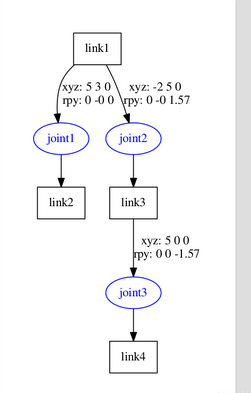 link1
xyz: 5 3 0
rpy: 0 -0 0
xyz: -2 5 0
rpy: 0 -0 1.57
joint1
joint2
link2
link3
xyz: 5 0 0
rpy: 0 0 -1.57
joint3
link4